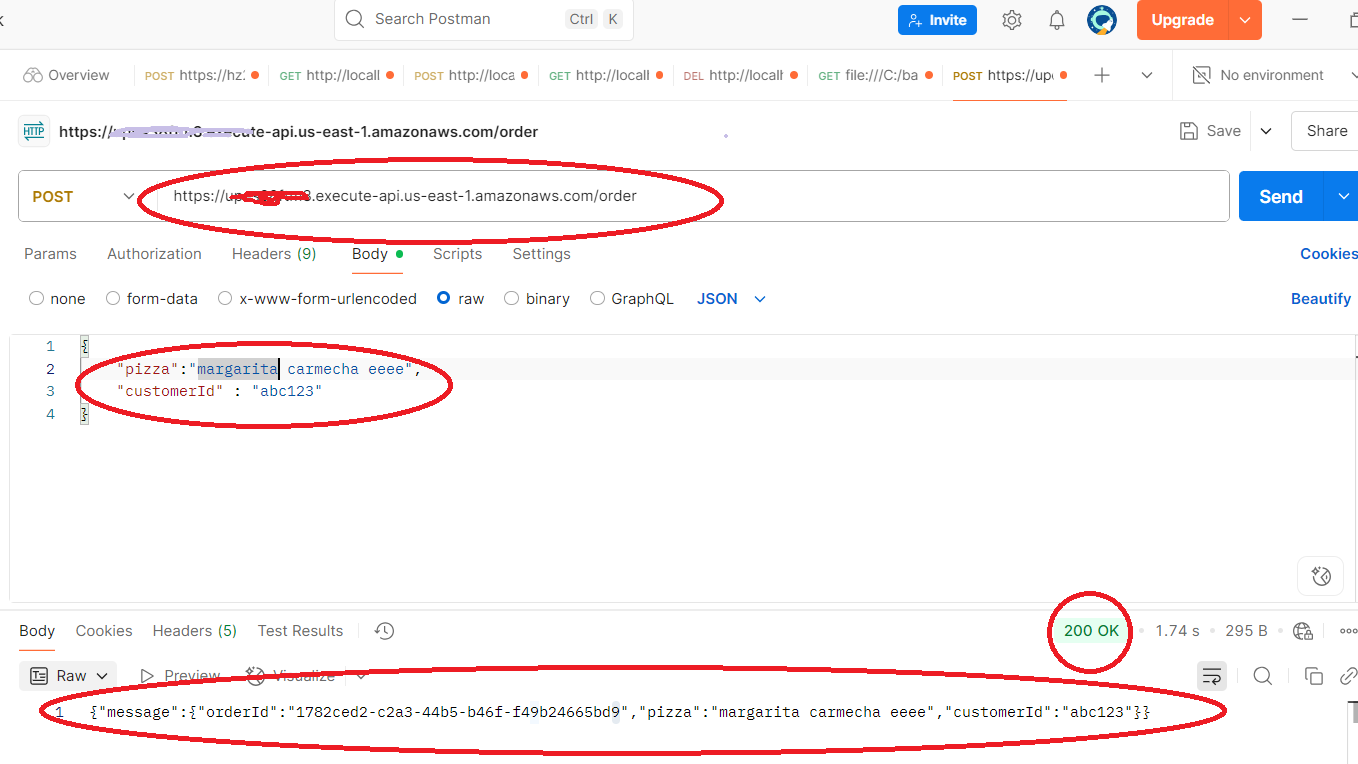 Search Postman Ctrl K Invite Upgrade
Overview POST https://hz: GET http://locall POST http://loca GET http://locall DEL http://locall GET file:///C:/ba POST https://up No environment
HTTP https:// te-api.us-east-1.amazonaws.com/order Save Share
POST https:// .execute-api.us-east-1.amazonaws.com/order Send
Params Authorization Headers (9) Body Scripts Settings Cookies
none form-data x-www-form-urlencoded raw binary GraphQL JSON Beautify
1 {
2 "pizza":"margarita carmecha eeee",
3 "customerId" : "abc123"
4 }
Body Cookies Headers (5) Test Results 200 OK 1.74 s 295 B
Raw Preview Visualize
1 {"message":{"orderId":"1782ced2-c2a3-44b5-b46f-f49b24665bd9","pizza":"margarita carmecha eeee","customerId":"abc123"}}